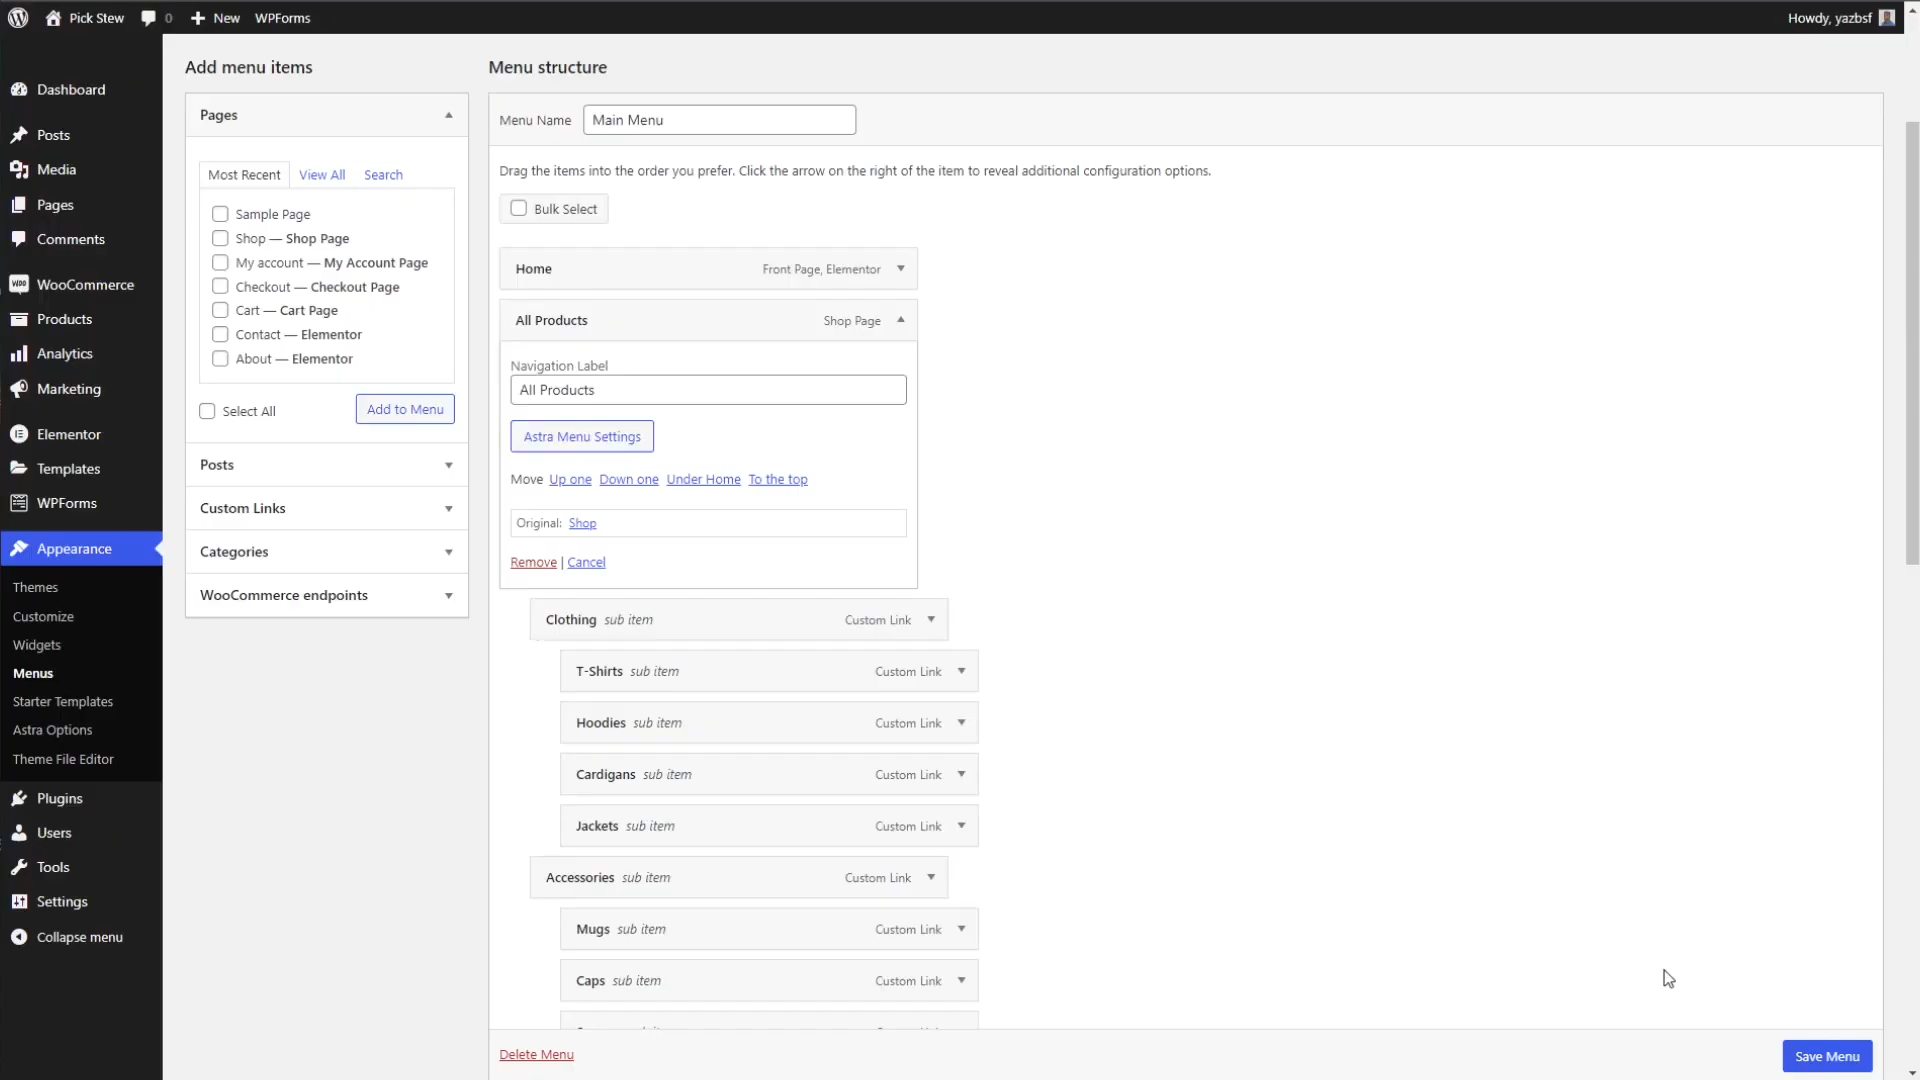 Pick Stew
0
New
WPForms
Howdy, yazbsf
Dashboard
Posts
Media
Pages
Comments
WooCommerce
Products
Analytics
Marketing
Elementor
Templates
WPForms
Appearance
Themes
Customize
Widgets
Menus
Starter Templates
Astra Options
Theme File Editor
Plugins
Users
Tools
Settings
Collapse menu
Add menu items
Pages
Most Recent View All Search
Sample Page
Shop — Shop Page
My account — My Account Page
Checkout — Checkout Page
Cart — Cart Page
Contact — Elementor
About — Elementor
Select All
Add to Menu
Posts
Custom Links
Categories
WooCommerce endpoints
Menu structure
Menu Name Main Menu
Drag the items into the order you prefer. Click the arrow on the right of the item to reveal additional configuration options.
Bulk Select
Home Front Page, Elementor
All Products Shop Page
Navigation Label
All Products
Astra Menu Settings
Move Up one Down one Under Home To the top
Original: Shop
Remove | Cancel
Clothing sub item Custom Link
T-Shirts sub item Custom Link
Hoodies sub item Custom Link
Cardigans sub item Custom Link
Jackets sub item Custom Link
Accessories sub item Custom Link
Mugs sub item Custom Link
Caps sub item Custom Link
Delete Menu
Save Menu